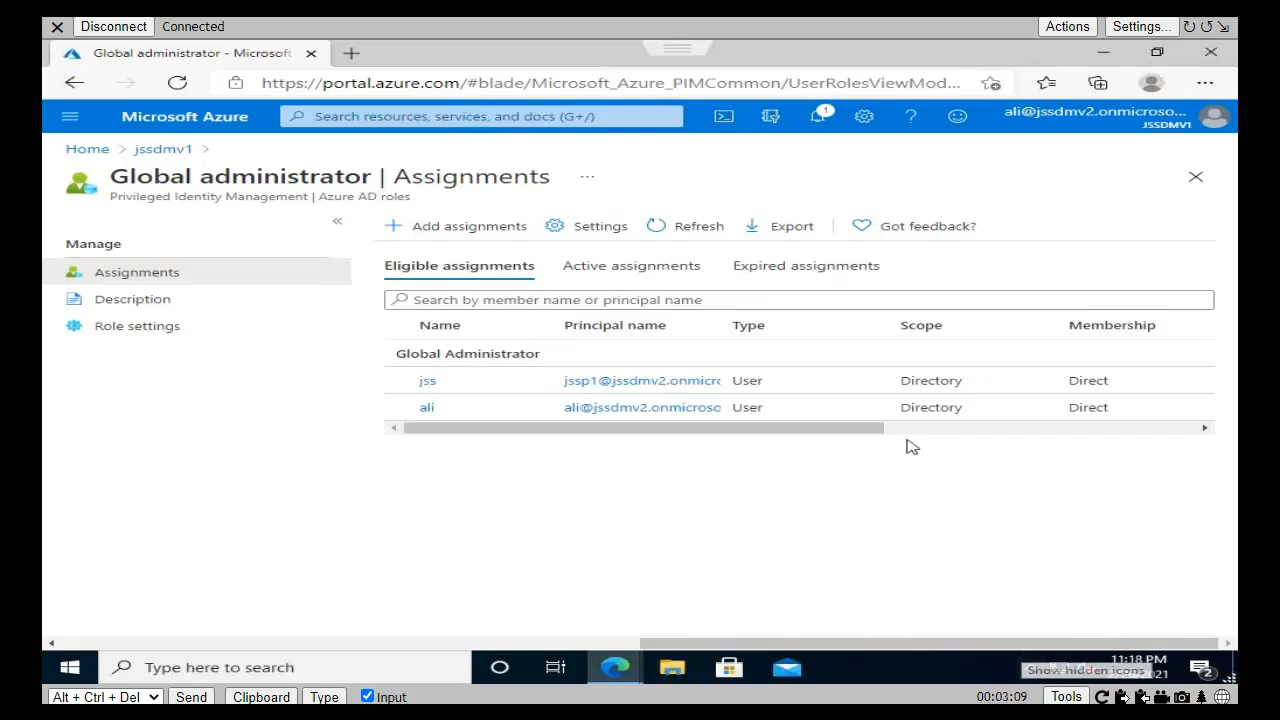 Disconnect Connected Actions Settings...
Global administrator - Microsoft
https://portal.azure.com/#blade/Microsoft_Azure_PIMCommon/UserRolesViewMod...
Microsoft Azure Search resources, services, and docs (G+/) 1 ali@jssdmv2.onmicroso...
JSSDMV1
Home > jssdmv1 >
Global administrator | Assignments ...
Privileged Identity Management | Azure AD roles
Add assignments Settings Refresh Export Got feedback?
Manage
Assignments
Description
Role settings
Eligible assignments Active assignments Expired assignments
Search by member name or principal name
Name Principal name Type Scope Membership
Global Administrator
jss jssp1@jssdmv2.onmicr User Directory Direct
ali ali@jssdmv2.onmicroso User Directory Direct
Type here to search
11:18 PM
Show hidden icons
2
Alt + Ctrl + Del Send Clipboard Type Input 00:03:09 Tools